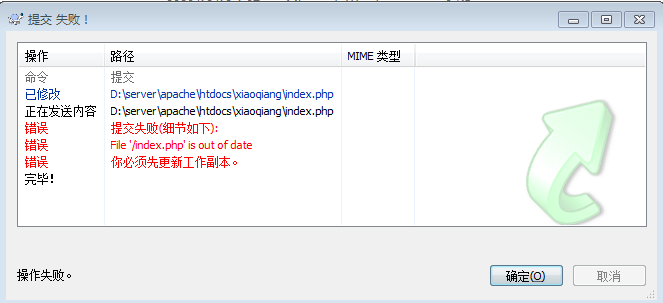 提交 失败！
操作 路径 MIME 类型
命令 提交
已修改 D:\server\apache\htdocs\xiaoqiang\index.php
正在发送内容 D:\server\apache\htdocs\xiaoqiang\index.php
错误 提交失败(细节如下):
错误 File '/index.php' is out of date
错误 你必须先更新工作副本。
完毕!
操作失败。 确定(O) 取消